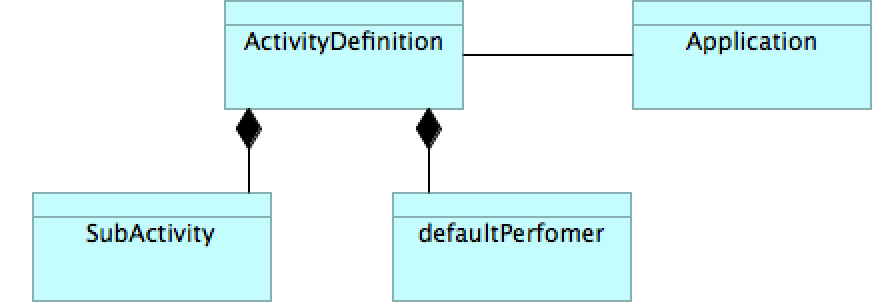 ActivityDefinition
Application
SubActivity
defaultPerfomer